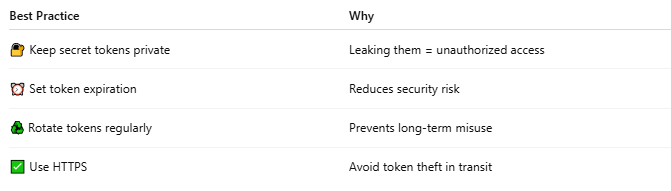 Best Practice Why
🔐 Keep secret tokens private Leaking them = unauthorized access
⏰ Set token expiration Reduces security risk
♻️ Rotate tokens regularly Prevents long-term misuse
✅ Use HTTPS Avoid token theft in transit